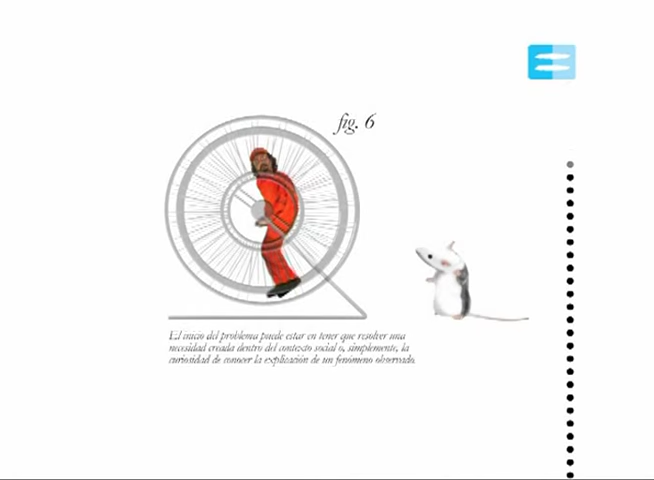 fig. 6
El inicio del problema puede estar en tener que resolver una
necesidad creada dentro del contexto social o, simplemente, la
curiosidad de conocer la explicación de un fenómeno observado.